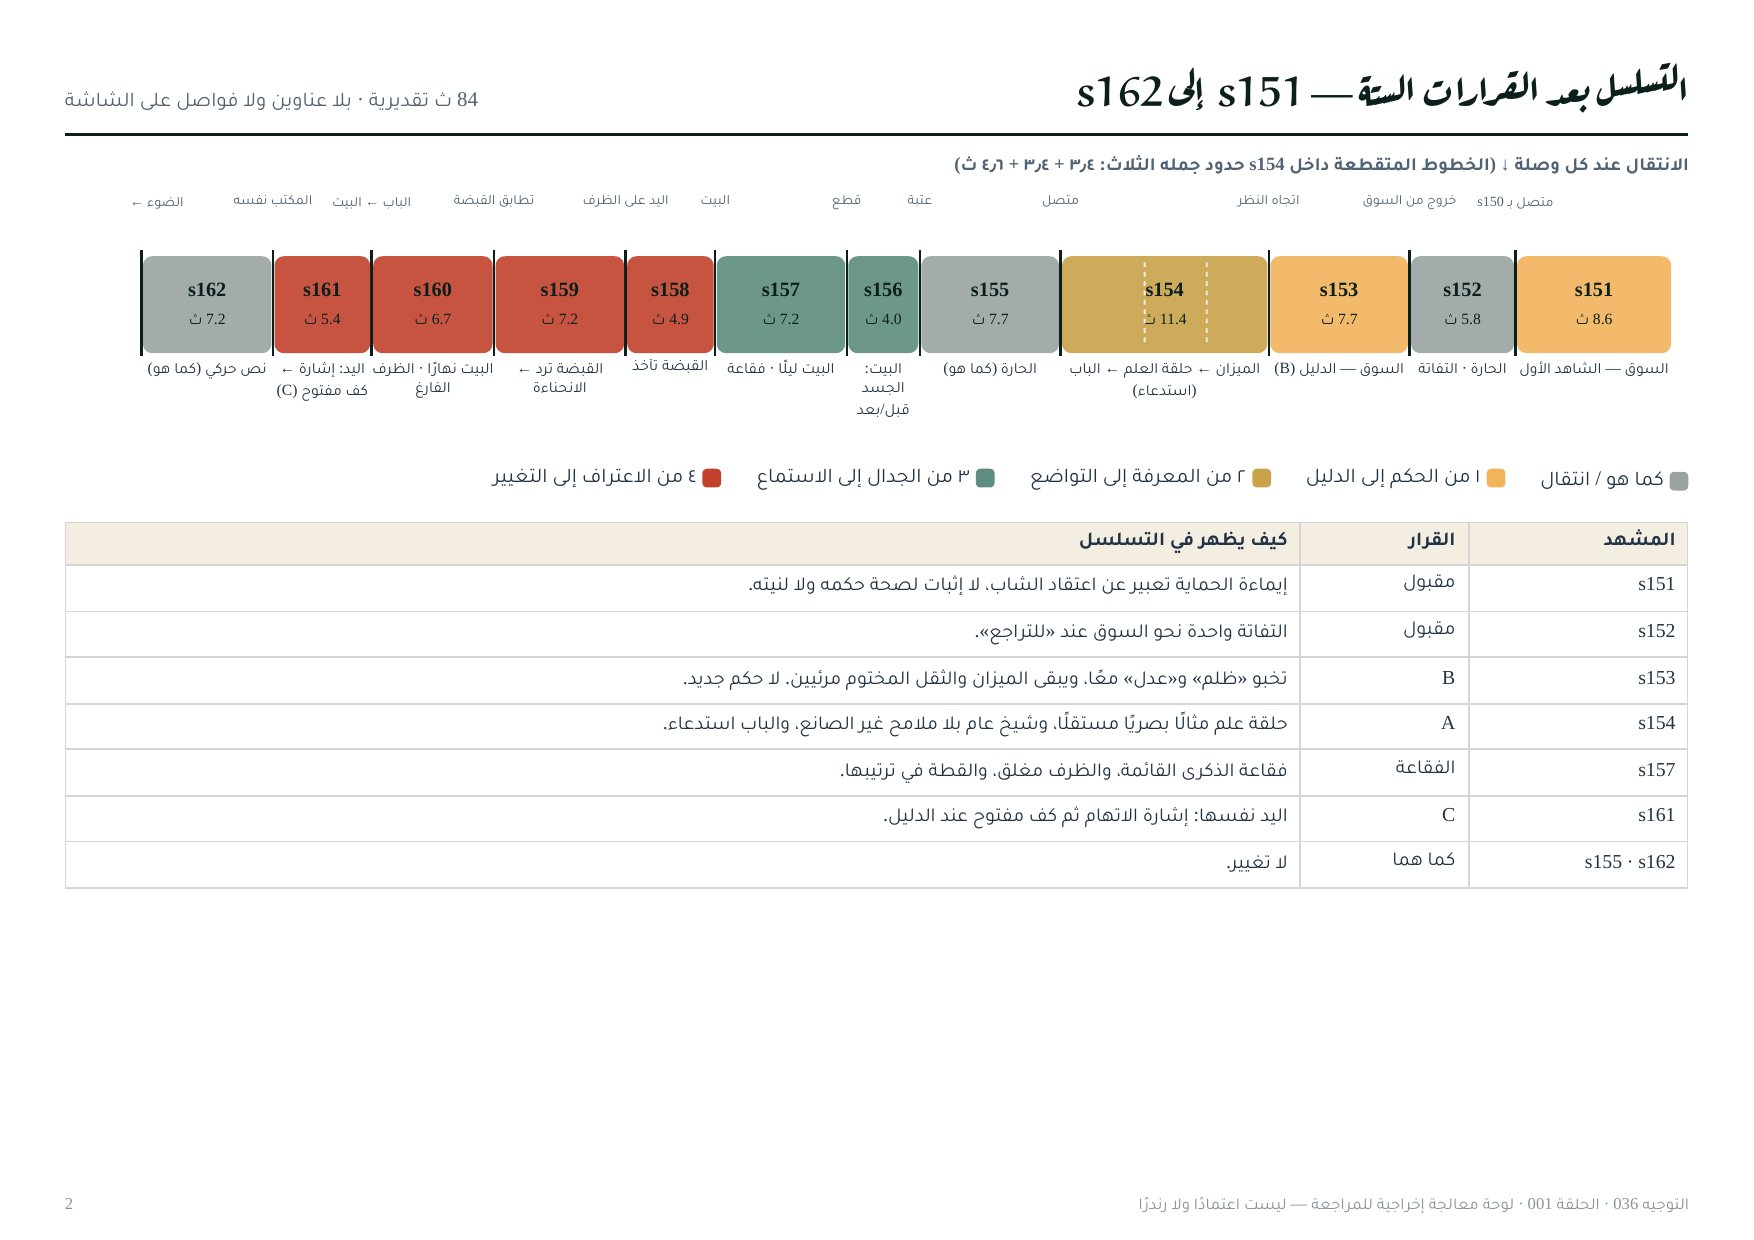 التسلسل بعد القرارات الستة — s151 إلى s162
84 ث تقديرية · بلا عناوين ولا فواصل على الشاشة
الانتقال عند كل وصلة ↓ (الخطوط المتقطعة داخل s154 حدود جمله الثلاث: ٣٫٤ + ٣٫٤ + ٤٫٦ ث)
متصل بـ s150
خروج من السوق
اتجاه النظر
متصل
عتبة
قطع
البيت
اليد على الظرف
تطابق القبضة
الباب ← البيت
المكتب نفسه
الضوء ←
s151
8.6 ث
السوق — الشاهد الأول
s152
5.8 ث
الحارة · التفاتة
s153
7.7 ث
السوق — الدليل (B)
s154
11.4 ث
الميزان ← حلقة العلم ← الباب
(استدعاء)
s155
7.7 ث
الحارة (كما هو)
s156
4.0 ث
البيت:
الجسد
قبل/بعد
s157
7.2 ث
البيت ليلًا · فقاعة
s158
4.9 ث
القبضة تأخذ
s159
7.2 ث
القبضة ترد ←
الانحناءة
s160
6.7 ث
البيت نهارًا · الظرف
الفارغ
s161
5.4 ث
اليد: إشارة ←
كف مفتوح (C)
s162
7.2 ث
نص حركي (كما هو)
كما هو / انتقال
١ من الحكم إلى الدليل
٢ من المعرفة إلى التواضع
٣ من الجدال إلى الاستماع
٤ من الاعتراف إلى التغيير
المشهد القرار كيف يظهر في التسلسل
s151 مقبول إيماءة الحماية تعبير عن اعتقاد الشاب، لا إثبات لصحة حكمه ولا لنيته.
s152 مقبول التفاتة واحدة نحو السوق عند «للتراجع».
s153 B تخبو «ظلم» و«عدل» معًا، ويبقى الميزان والثقل المختوم مرئيين. لا حكم جديد.
s154 A حلقة علم مثالًا بصريًا مستقلًا، وشيخ عام بلا ملامح غير الصانع، والباب استدعاء.
s157 الفقاعة فقاعة الذكرى القائمة، والظرف مغلق، والقطة في ترتيبها.
s161 C اليد نفسها: إشارة الاتهام ثم كف مفتوح عند الدليل.
s155 · s162 كما هما لا تغيير.
التوجيه 036 · الحلقة 001 · لوحة معالجة إخراجية للمراجعة — ليست اعتمادًا ولا رندرًا
2